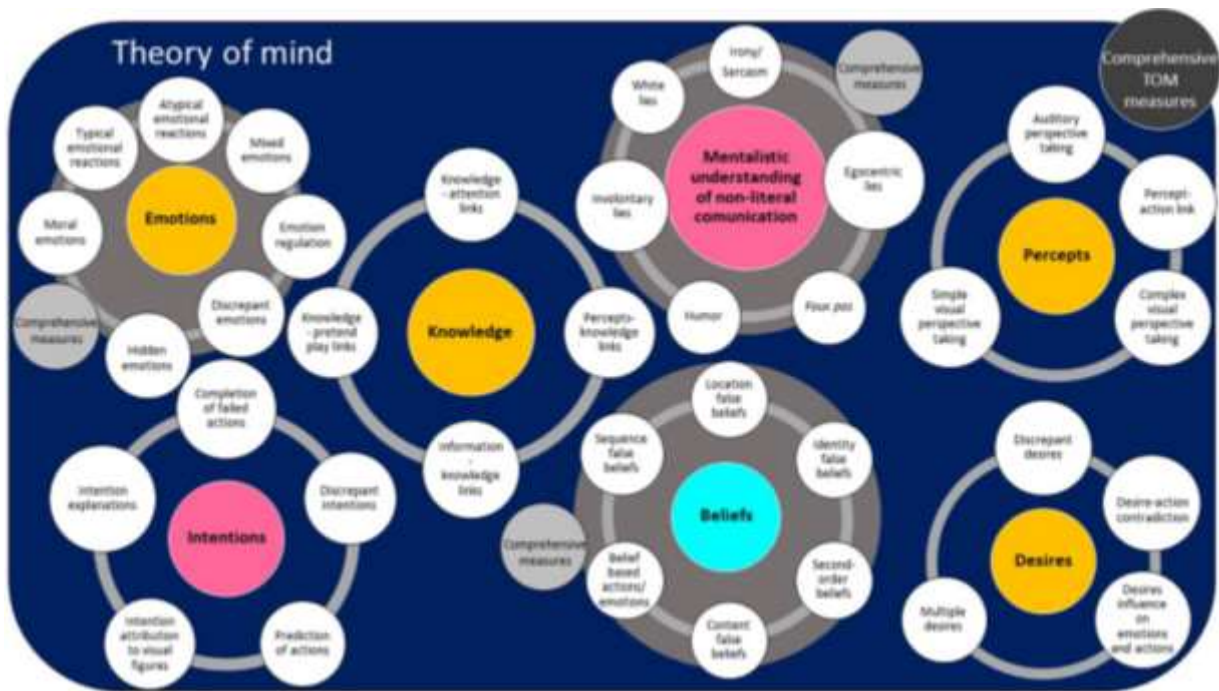 Theory of mind
Comprehensive
TOM
measures
Emotions
Atypical
emotional
reactions
Typical
emotional
reactions
Mixed
emotions
Moral
emotions
Emotion
regulation
Discrepant
emotions
Hidden
emotions
Comprehensive
measures
Knowledge
Knowledge
- attention
links
Knowledge
- pretend
play links
Percepts-
knowledge
links
Information
-
knowledge
links
Mentalistic
understanding
of non-literal
comunication
Irony/
Sarcasm
White
lies
Comprehensive
measures
Involontary
lies
Egocentric
lies
Humor
Faux pas
Percepts
Auditory
perspective
taking
Percept-
action link
Simple
visual
perspective
taking
Complex
visual
perspective
taking
Intentions
Completion
of failed
actions
Intention
explanations
Discrepant
intentions
Intention
attribution
to visual
figures
Prediction
of actions
Beliefs
Location
false
beliefs
Sequence
false
beliefs
Identity
false
beliefs
Comprehensive
measures
Belief
based
actions/
emotions
Second-
order
beliefs
Content
false
beliefs
Desires
Discrepant
desires
Desire-action
contradiction
Multiple
desires
Desires
influence
on
emotions
and actions